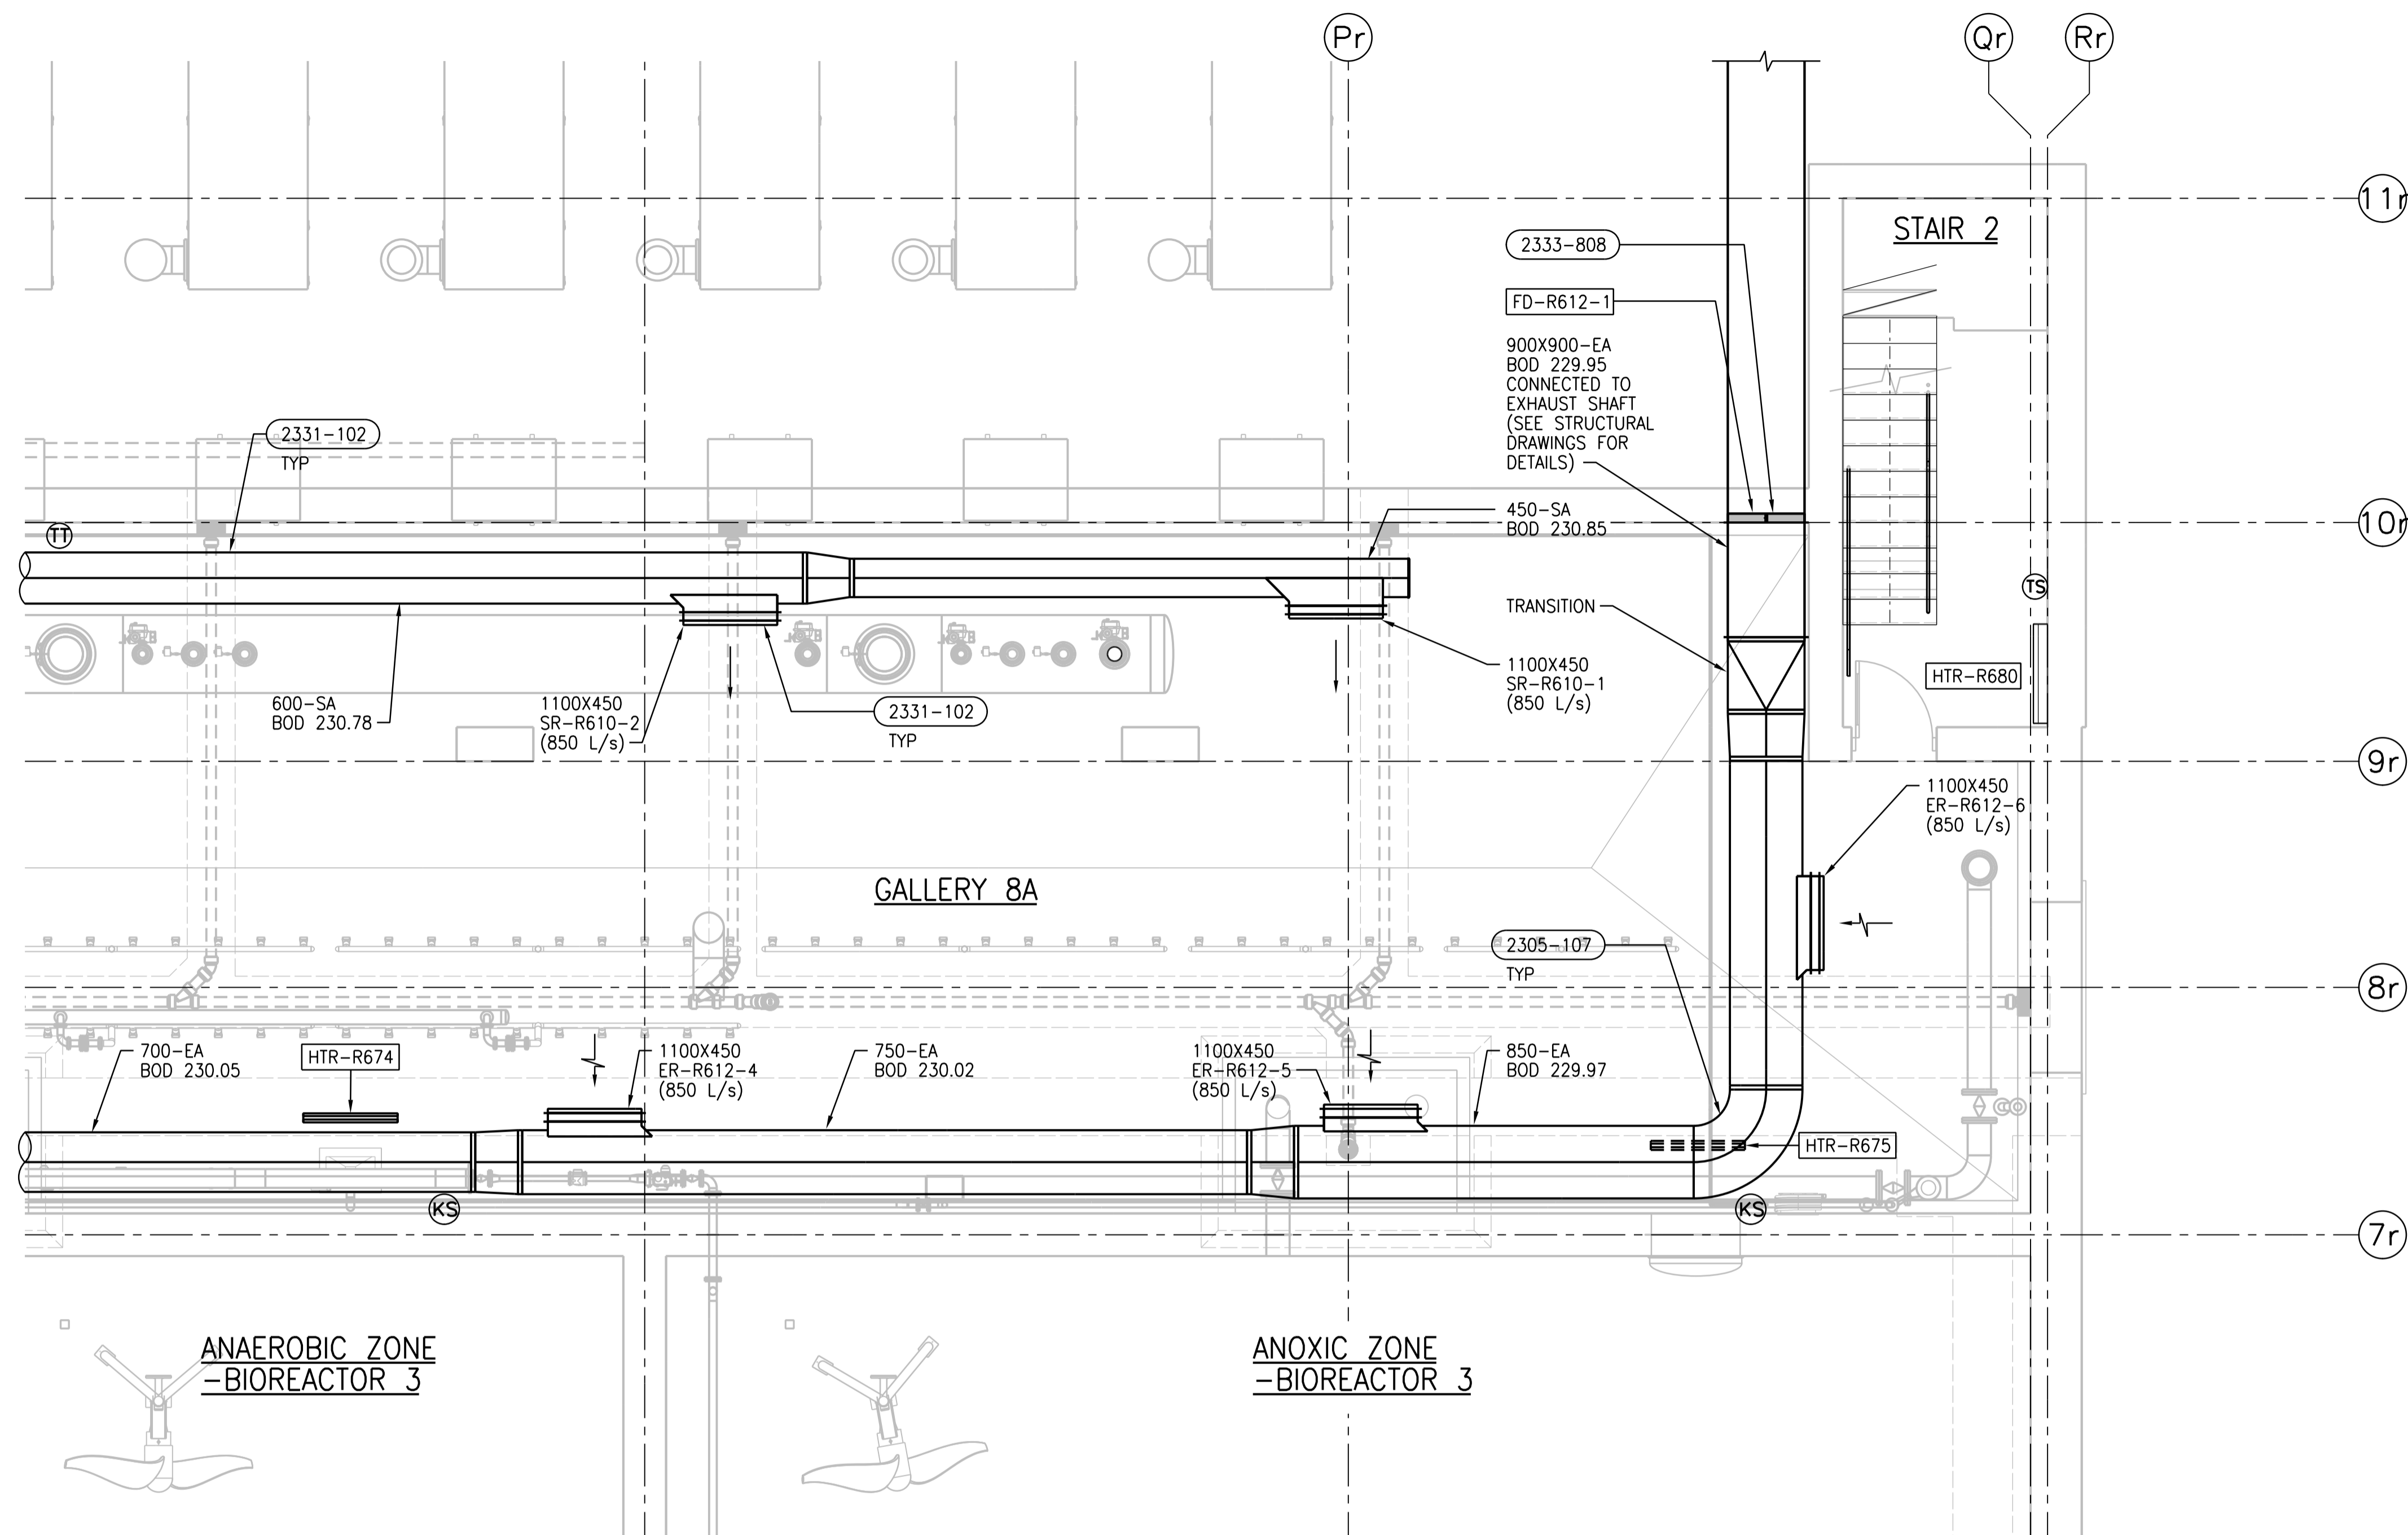 Pr
Qr
Rr
11r
STAIR 2
2333-808
FD-R612-1
900X900-EA
BOD 229.95
CONNECTED TO
EXHAUST SHAFT
(SEE STRUCTURAL
DRAWINGS FOR
DETAILS)
2331-102
TYP
450-SA
BOD 230.85
10r
TT
TS
TRANSITION
1100X450
SR-R610-1
(850 L/s)
HTR-R680
600-SA
BOD 230.78
1100X450
SR-R610-2
(850 L/s)
2331-102
TYP
9r
1100X450
ER-R612-6
(850 L/s)
GALLERY 8A
2305-107
TYP
8r
700-EA
BOD 230.05
HTR-R674
1100X450
ER-R612-4
(850 L/s)
750-EA
BOD 230.02
1100X450
ER-R612-5
(850 L/s)
850-EA
BOD 229.97
HTR-R675
KS
KS
7r
ANAEROBIC ZONE
-BIOREACTOR 3
ANOXIC ZONE
-BIOREACTOR 3